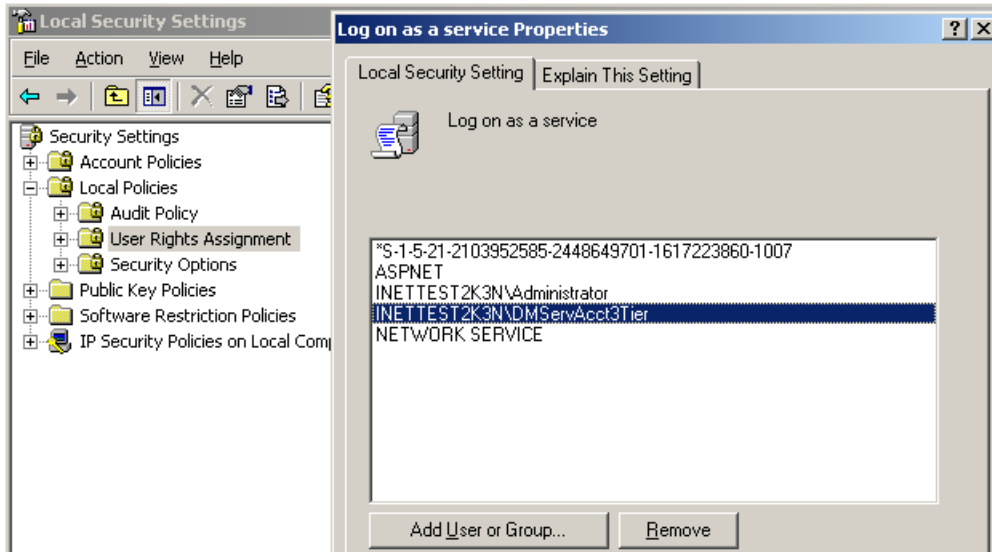 Local Security Settings
File Action View Help
Security Settings
Account Policies
Local Policies
Audit Policy
User Rights Assignment
Security Options
Public Key Policies
Software Restriction Policies
IP Security Policies on Local
Log on as a service Properties
Local Security Setting Explain This Setting
Log on as a service
*S-1-5-21-2103952585-2448649701-1617223860-1007
ASPNET
INETTEST2K3N\Administrator
INETTEST2K3N\DMServAcct3Tier
NETWORK SERVICE
Add User or Group... Remove